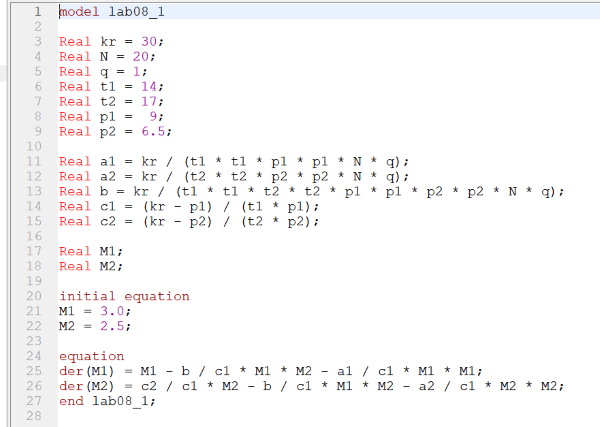 1 model lab08_1
2
3 Real kr = 30;
4 Real N = 20;
5 Real q = 1;
6 Real t1 = 14;
7 Real t2 = 17;
8 Real p1 =  9;
9 Real p2 = 6.5;
10
11 Real a1 = kr / (t1 * t1 * p1 * p1 * N * q);
12 Real a2 = kr / (t2 * t2 * p2 * p2 * N * q);
13 Real b = kr / (t1 * t1 * t2 * t2 * p1 * p1 * p2 * p2 * N * q);
14 Real c1 = (kr - p1) / (t1 * p1);
15 Real c2 = (kr - p2) / (t2 * p2);
16
17 Real M1;
18 Real M2;
19
20 initial equation
21 M1 = 3.0;
22 M2 = 2.5;
23
24 equation
25 der(M1) = M1 - b / c1 * M1 * M2 - a1 / c1 * M1 * M1;
26 der(M2) = c2 / c1 * M2 - b / c1 * M1 * M2 - a2 / c1 * M2 * M2;
27 end lab08_1;
28